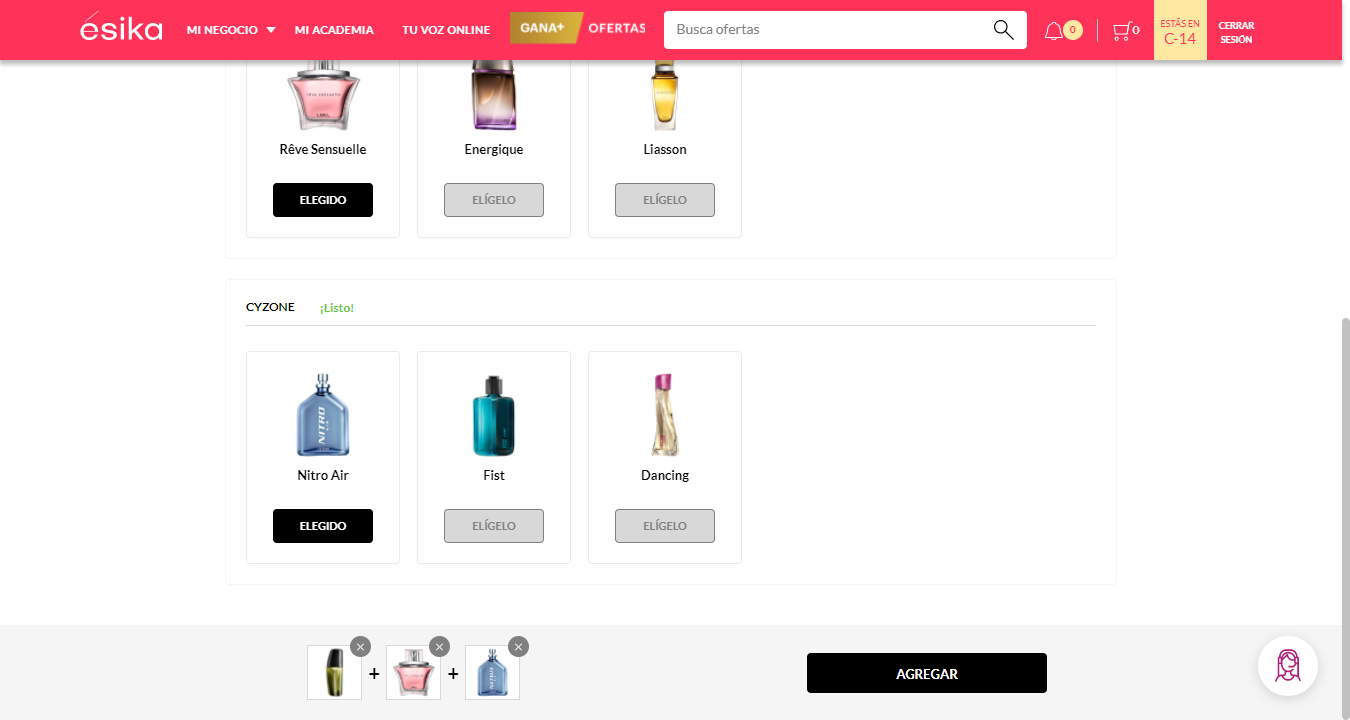 ésika
MI NEGOCIO
MI ACADEMIA
TU VOZ ONLINE
GANA+ OFERTAS
Busca ofertas
0
0
ESTÁS EN
C-14
CERRAR
SESIÓN
Rêve Sensuelle
Energique
Liasson
ELEGIDO
ELÍGELO
ELÍGELO
CYZONE
¡Listo!
NITRO
Nitro Air
Fist
Dancing
ELEGIDO
ELÍGELO
ELÍGELO
+
+
AGREGAR